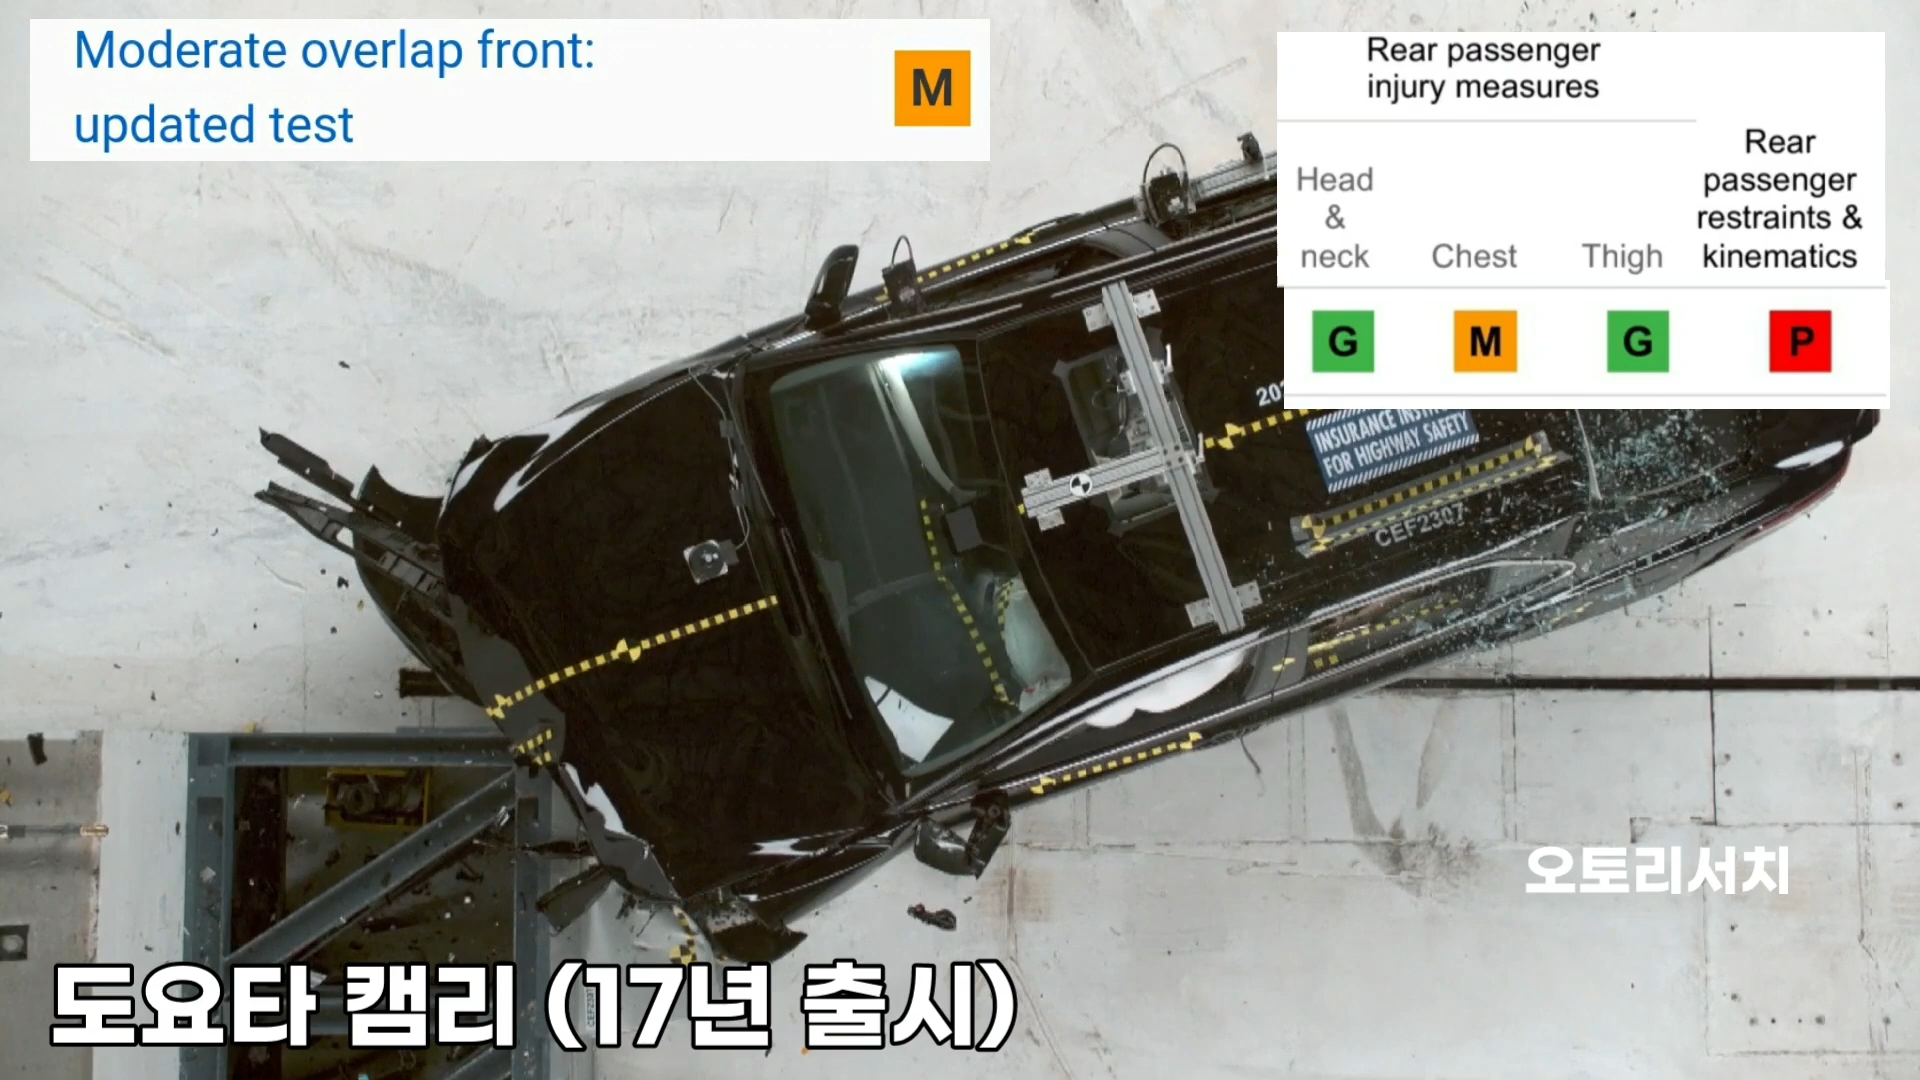 Moderate overlap front:
updated test
M
Rear passenger
injury measures
Head
&
neck
Chest
Thigh
Rear
passenger
restraints &
kinematics
G
M
G
P
INSURANCE
FOR HIGHWAY SAFETY
CEF2307
오토리서치
도요타 캠리 (17년 출시)